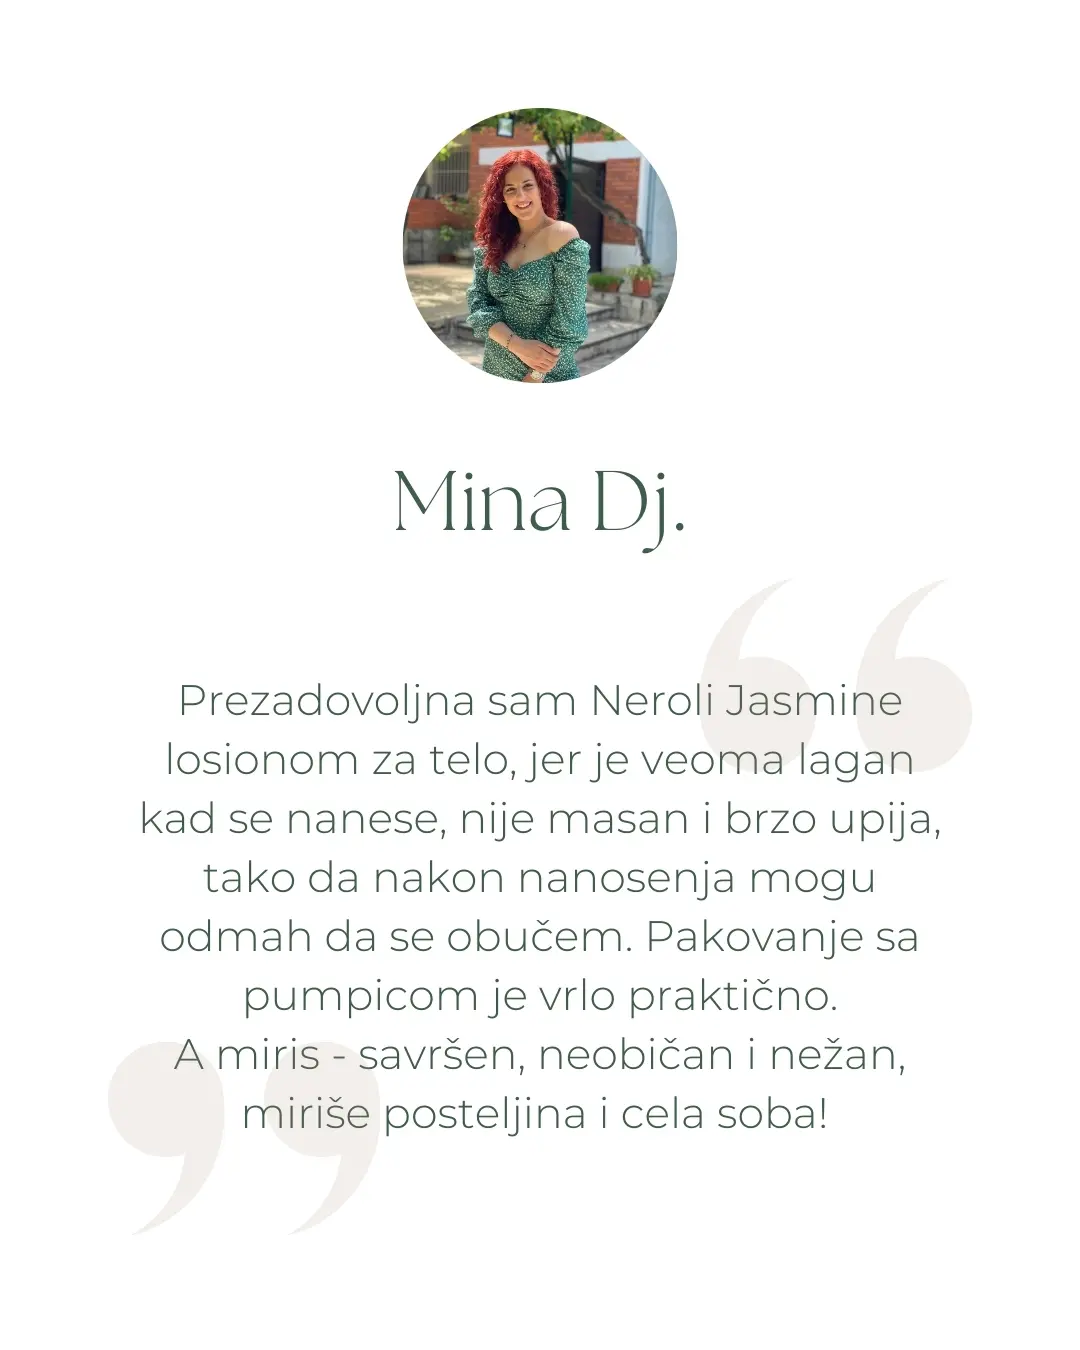 Mina Dj.
Prezadovoljna sam Neroli Jasmine
losionom za telo, jer je veoma lagan
kad se nanese, nije masan i brzo upija,
tako da nakon nanosenja mogu
odmah da se obučem. Pakovanje sa
pumpicom je vrlo praktično.
A miris - savršen, neobičan i nežan,
miriše posteljina i cela soba!